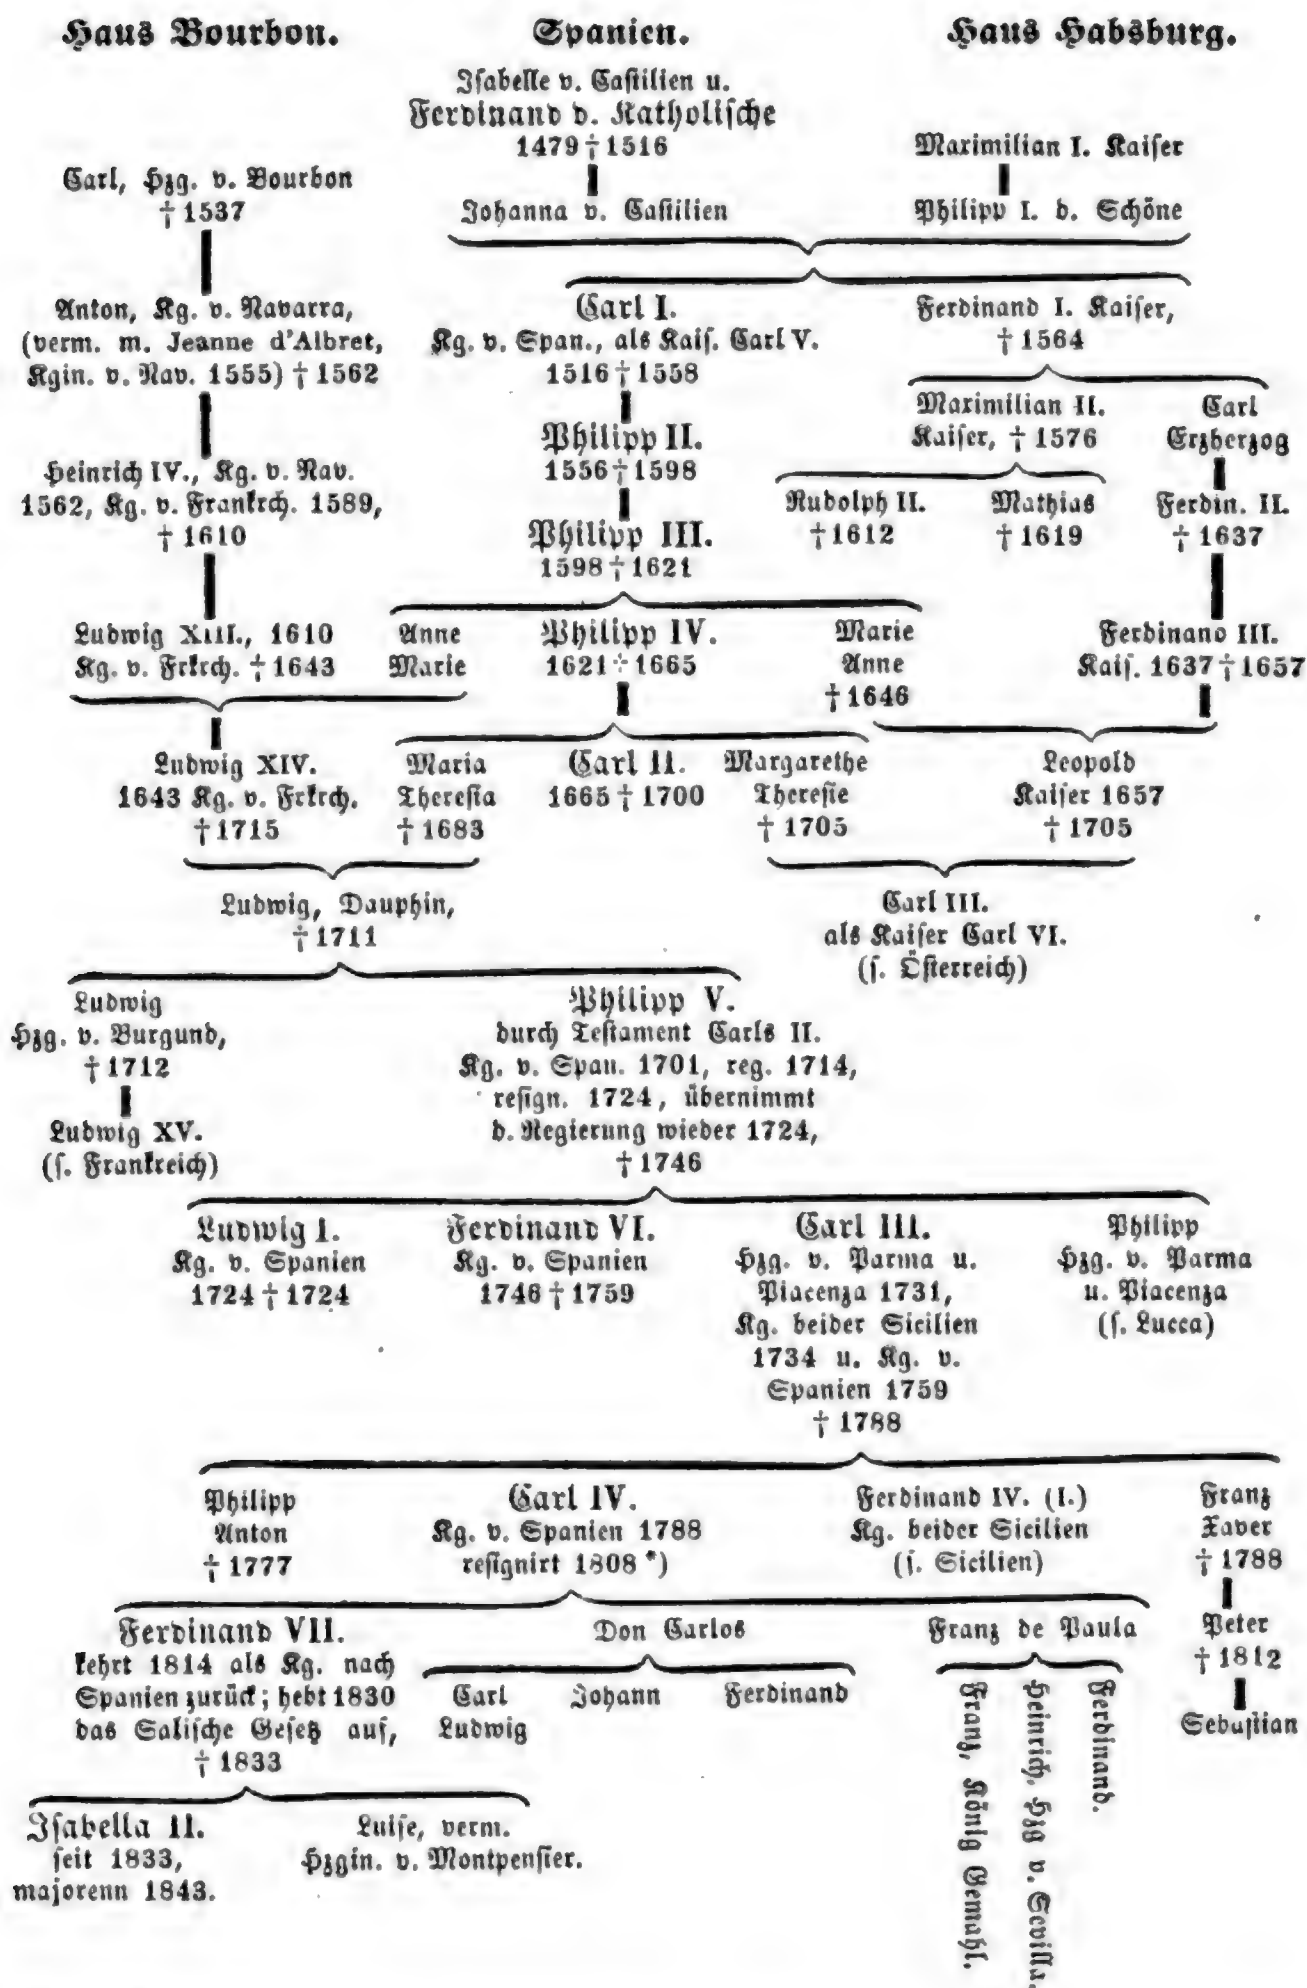 Haus Bourbon.
Spanien.
Haus Habsburg.
Isabelle v. Castilien u.
Ferdinand d. Katholische
1479 † 1516
Maximilian I. Kaiser
Carl, Hzg. v. Bourbon
† 1537
Johanna v. Castilien
Philipp I. d. Schöne
Anton, Kg. v. Navarra,
(verm. m. Jeanne d'Albret,
Kgin. v. Nav. 1555) † 1562
Carl I.
Kg. v. Span., als Kais. Carl V.
1516 † 1558
Ferdinand I. Kaiser,
† 1564
Philipp II.
1556 † 1598
Maximilian II.
Kaiser, † 1576
Carl
Erzherzog
Heinrich IV., Kg. v. Nav.
1562, Kg. v. Frankrch. 1589,
† 1610
Philipp III.
1598 † 1621
Rudolph II.
† 1612
Mathias
† 1619
Ferdin. II.
† 1637
Ludwig XIII., 1610
Kg. v. Frkrch. † 1643
Anne
Marie
Philipp IV.
1621 † 1665
Marie
Anne
† 1646
Ferdinand III.
Kais. 1637 † 1657
Ludwig XIV.
1643 Kg. v. Frkrch.
† 1715
Maria
Theresia
† 1683
Carl II.
1665 † 1700
Margarethe
Theresie
† 1705
Leopold
Kaiser 1657
† 1705
Ludwig, Dauphin,
† 1711
Carl III.
als Kaiser Carl VI.
(s. Österreich)
Ludwig
Hzg. v. Burgund,
† 1712
Ludwig XV.
(s. Frankreich)
Philipp V.
durch Testament Carls II.
Kg. v. Span. 1701, reg. 1714,
resign. 1724, übernimmt
d. Regierung wieder 1724,
† 1746
Ludwig I.
Kg. v. Spanien
1724 † 1724
Ferdinand VI.
Kg. v. Spanien
1746 † 1759
Carl III.
Hzg. v. Parma u.
Piacenza 1731,
Kg. beider Sicilien
1734 u. Kg. v.
Spanien 1759
† 1788
Philipp
Hzg. v. Parma
u. Piacenza
(s. Lucca)
Philipp
Anton
† 1777
Carl IV.
Kg. v. Spanien 1788
resignirt 1808 *)
Ferdinand IV. (I.)
Kg. beider Sicilien
(s. Sicilien)
Franz
Xaver
† 1788
Ferdinand VII.
kehrt 1814 als Kg. nach
Spanien zurück; hebt 1830
das Salische Gesetz auf,
† 1833
Don Carlos
Carl
Ludwig
Johann
Ferdinand
Franz de Paula
Franz, König Gemahl.
Heinrich. Hzg v. Sevilla.
Ferdinand.
Peter
† 1812
Sebastian
Isabella II.
seit 1833,
majorenn 1843.
Luise, verm.
Hzgin. v. Montpensier.